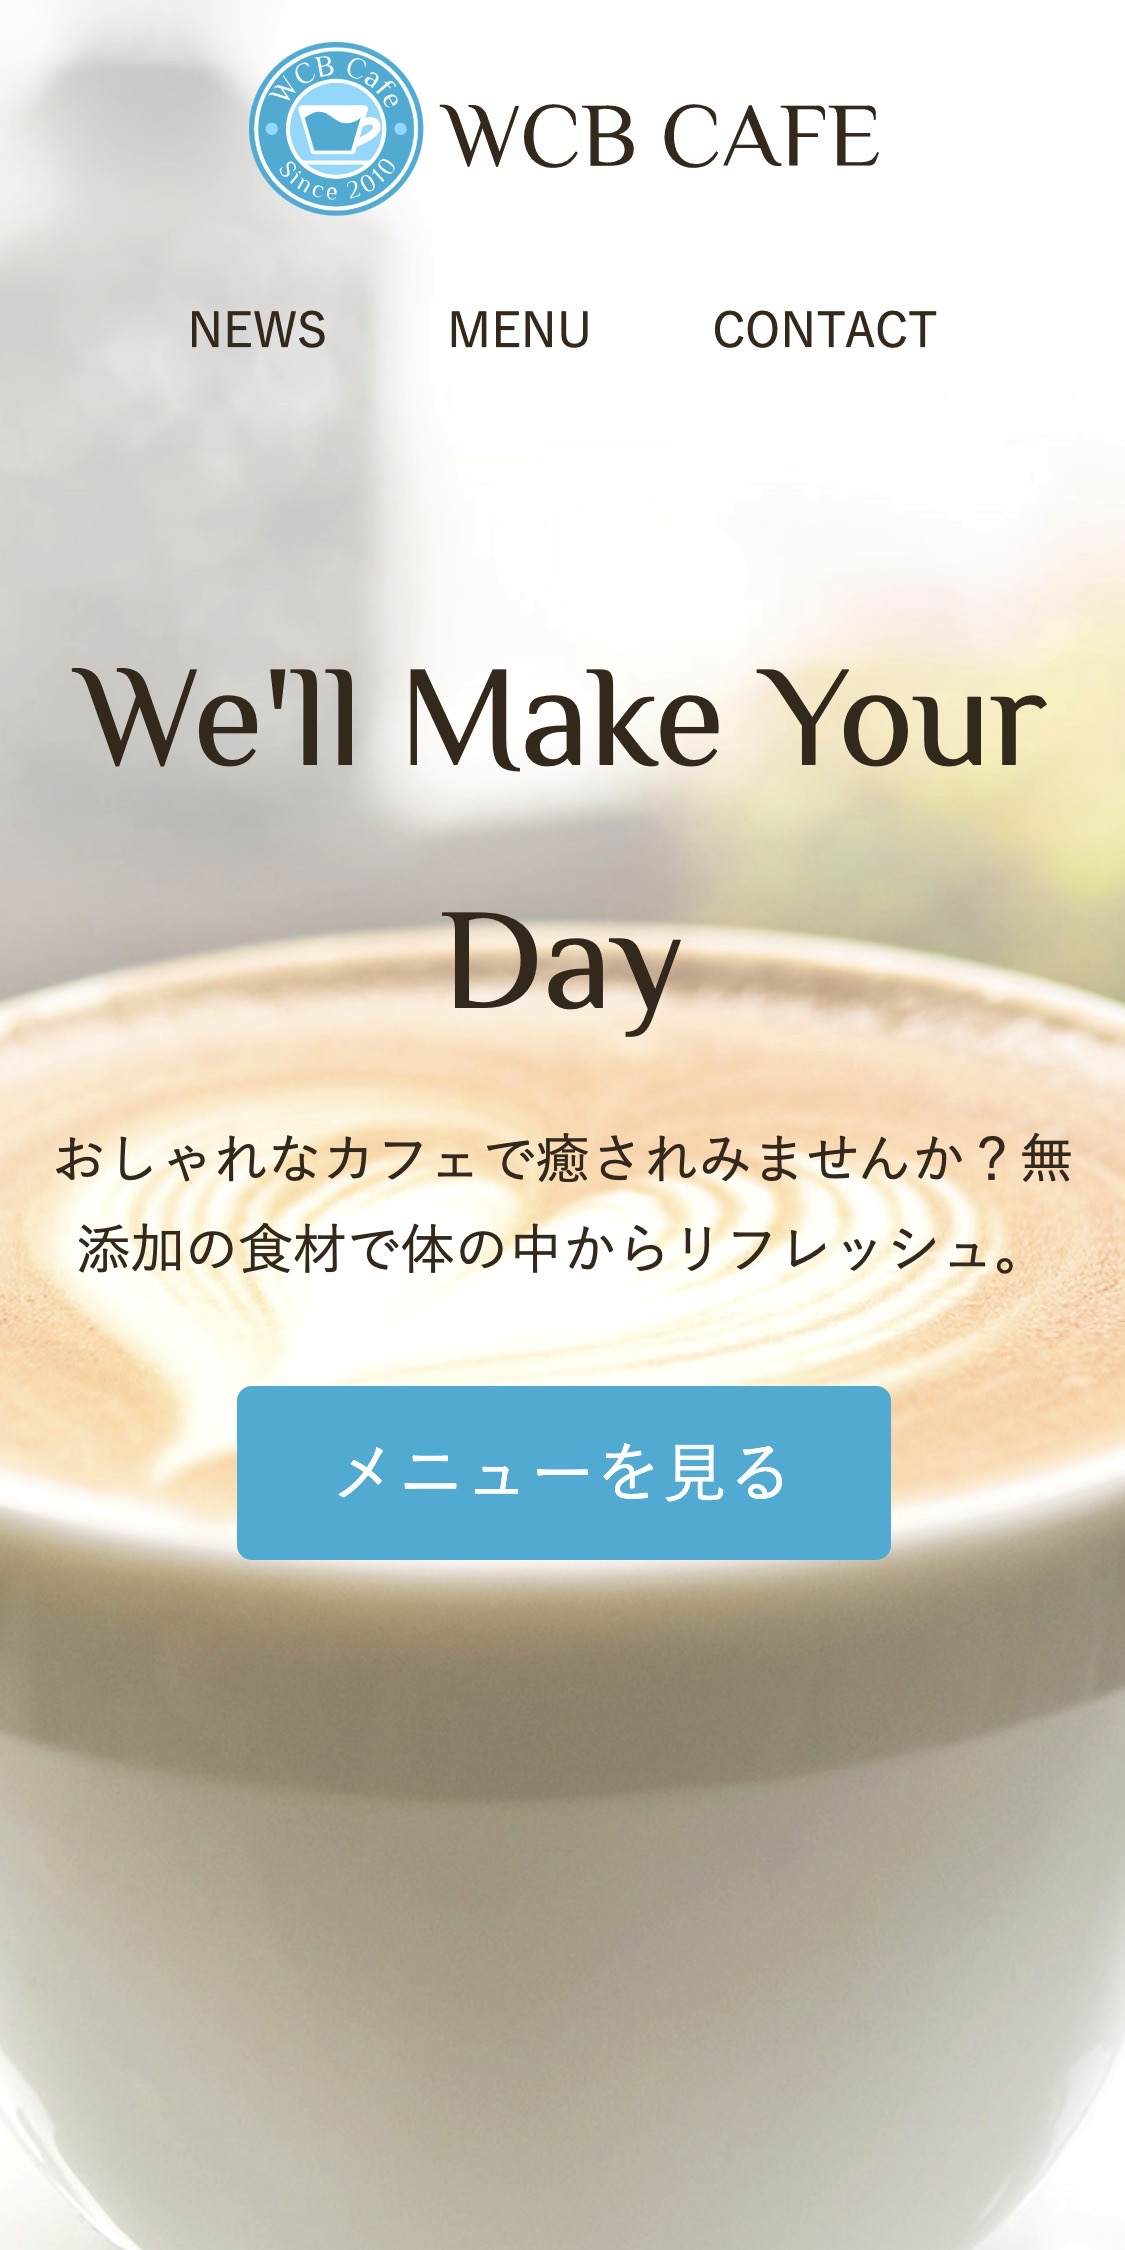 WCB Cafe
Since 2010
WCB CAFE
NEWS MENU CONTACT
We'll Make Your
Day
おしゃれなカフェで癒されみませんか？無
添加の食材で体の中からリフレッシュ。
メニューを見る